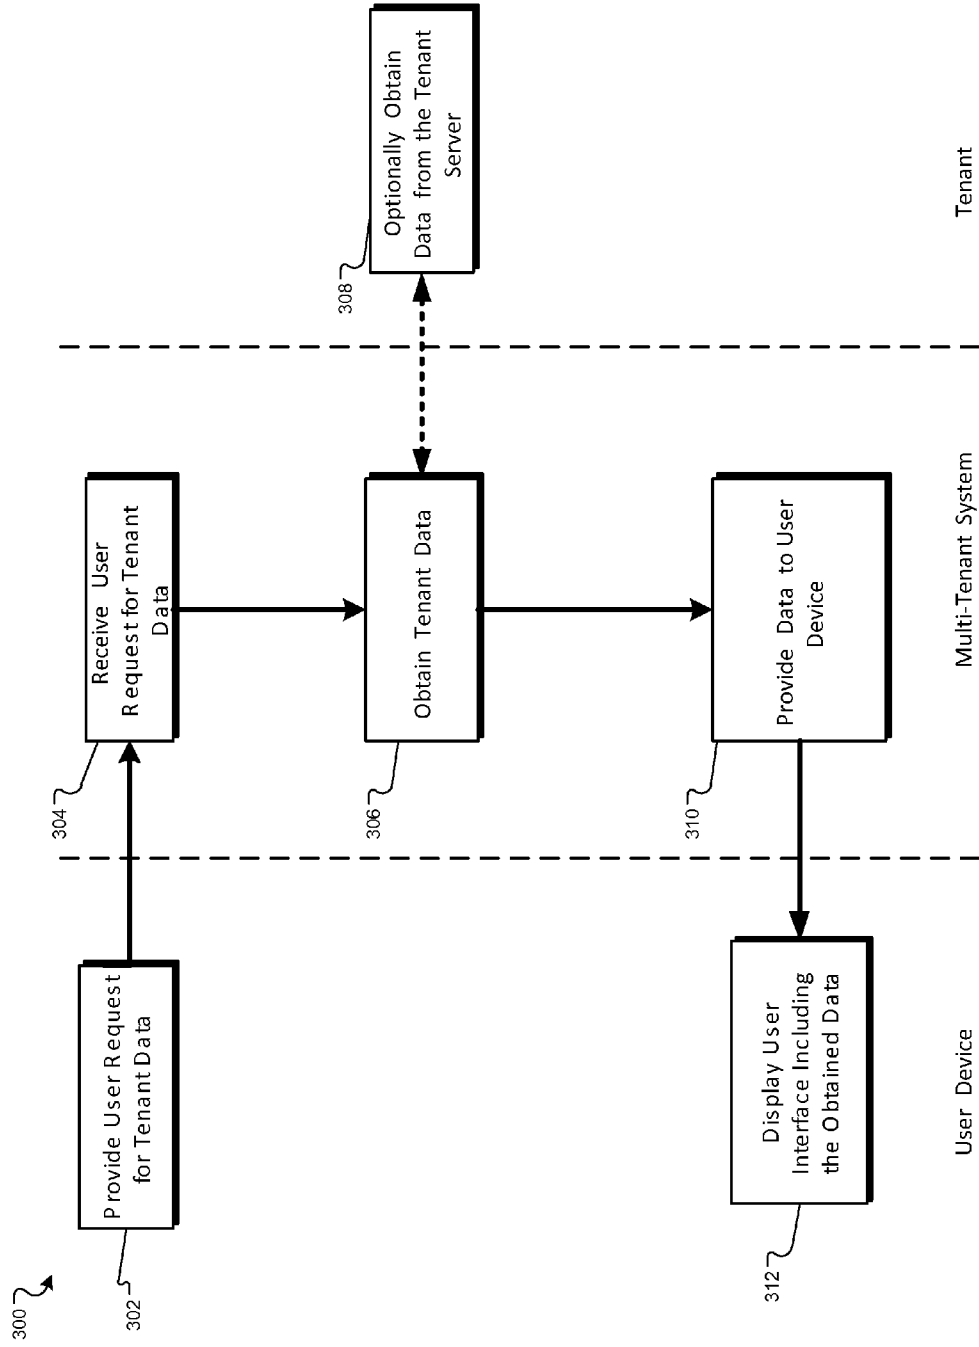 300
302
Provide User Request
for Tenant Data
304
Receive User
Request for Tenant
Data
306
Obtain Tenant Data
308
Optionally Obtain
Data from the Tenant
Server
310
Provide Data to User
Device
312
Display User
Interface Including
the Obtained Data
User Device
Multi-Tenant System
Tenant